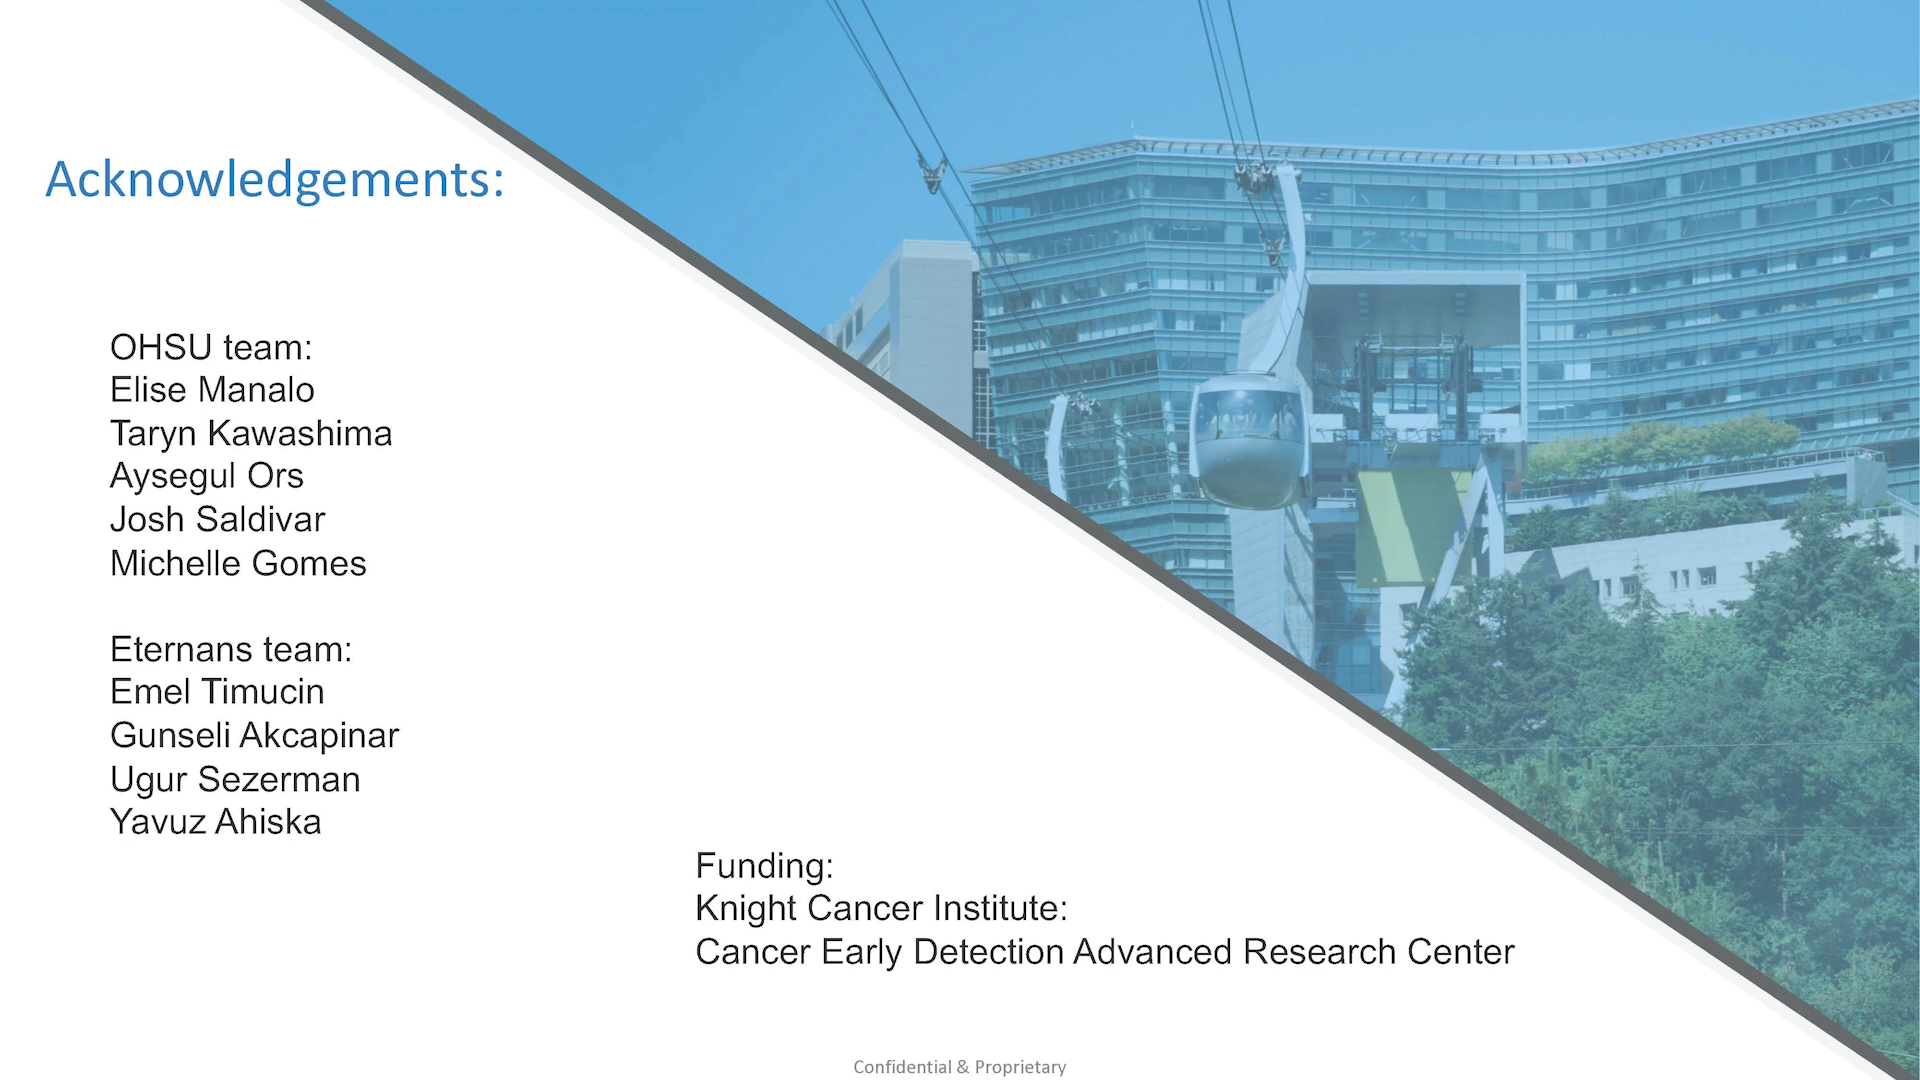 Acknowledgements:
OHSU team:
Elise Manalo
Taryn Kawashima
Aysegul Ors
Josh Saldivar
Michelle Gomes
Eternans team:
Emel Timucin
Gunseli Akcapinar
Ugur Sezerman
Yavuz Ahiska
Funding:
Knight Cancer Institute:
Cancer Early Detection Advanced Research Center
Confidential & Proprietary